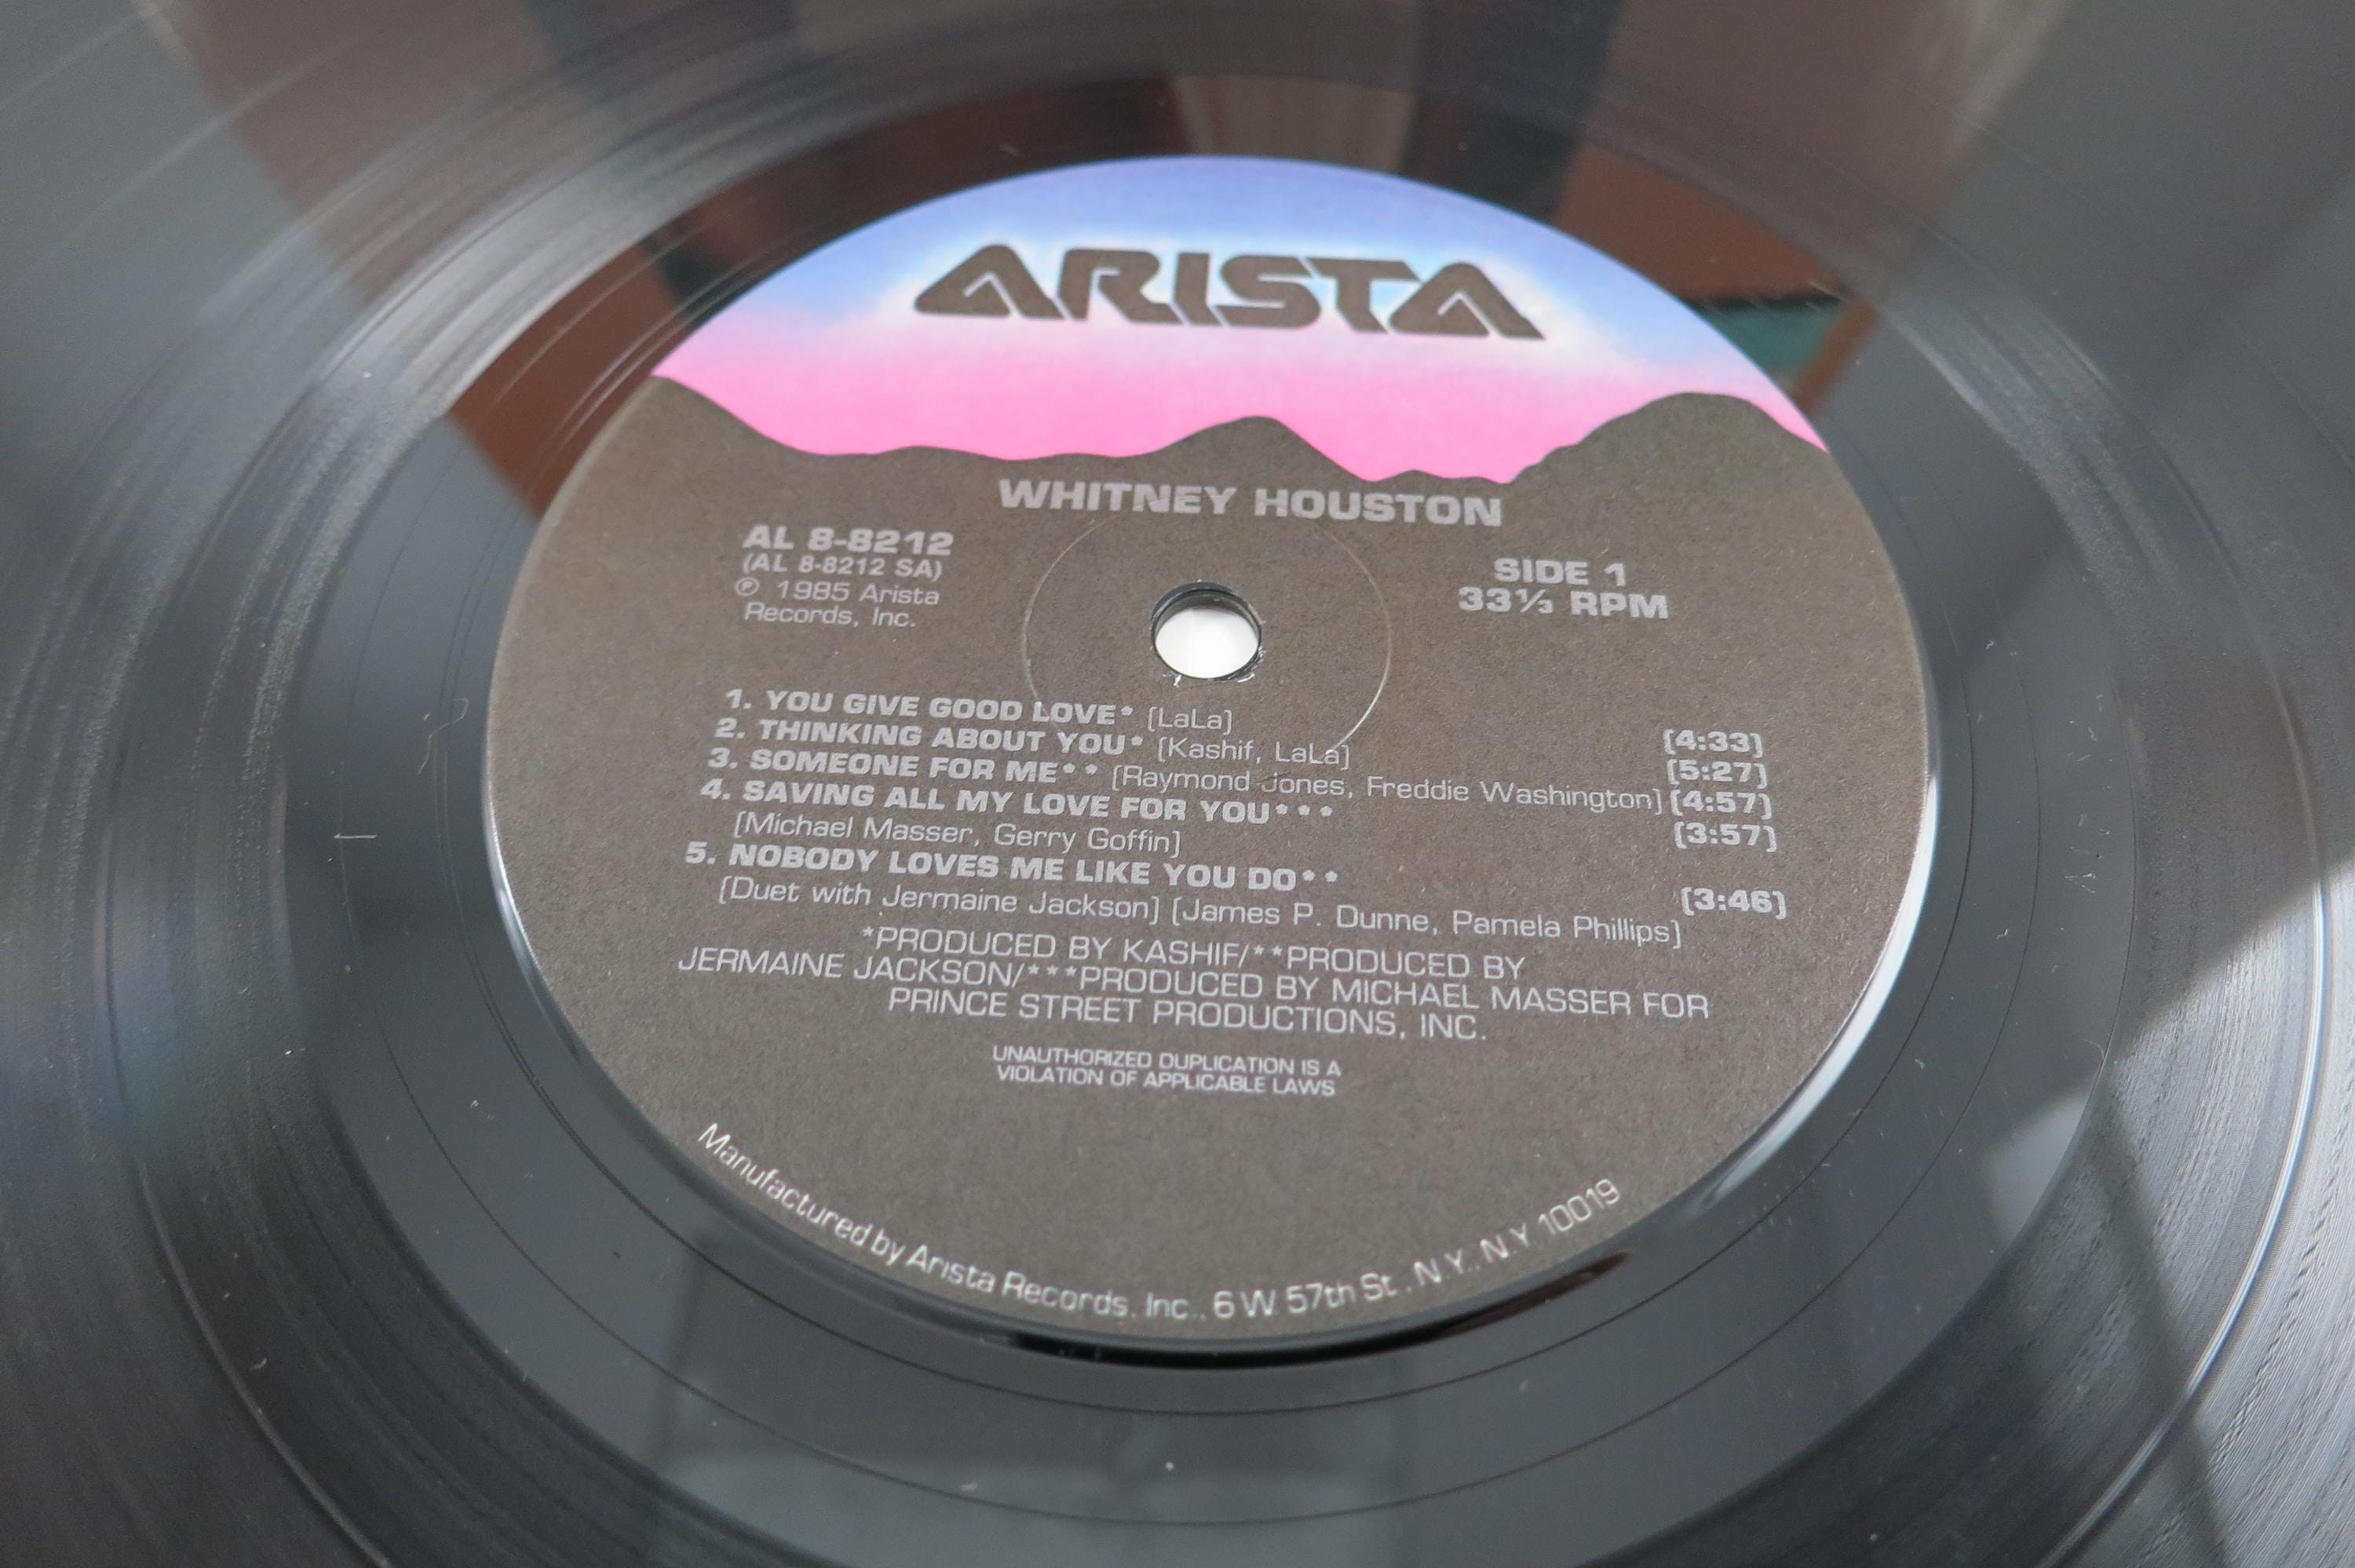 ARISTA
WHITNEY HOUSTON
AL 8-8212
(AL 8-8212 SA)
℗ 1985 Arista
Records, Inc.
SIDE 1
33⅓ RPM
1. YOU GIVE GOOD LOVE* [LaLa] [4:33]
2. THINKING ABOUT YOU* [Kashif, LaLa] [5:27]
3. SOMEONE FOR ME** [Raymond Jones, Freddie Washington] [4:57]
4. SAVING ALL MY LOVE FOR YOU***
[Michael Masser, Gerry Goffin] [3:57]
5. NOBODY LOVES ME LIKE YOU DO**
[Duet with Jermaine Jackson] [James P. Dunne, Pamela Phillips] [3:46]
*PRODUCED BY KASHIF/**PRODUCED BY
JERMAINE JACKSON/***PRODUCED BY MICHAEL MASSER FOR
PRINCE STREET PRODUCTIONS, INC.
UNAUTHORIZED DUPLICATION IS A
VIOLATION OF APPLICABLE LAWS
Manufactured by Arista Records, Inc., 6 W. 57th St., N.Y., N.Y. 10019